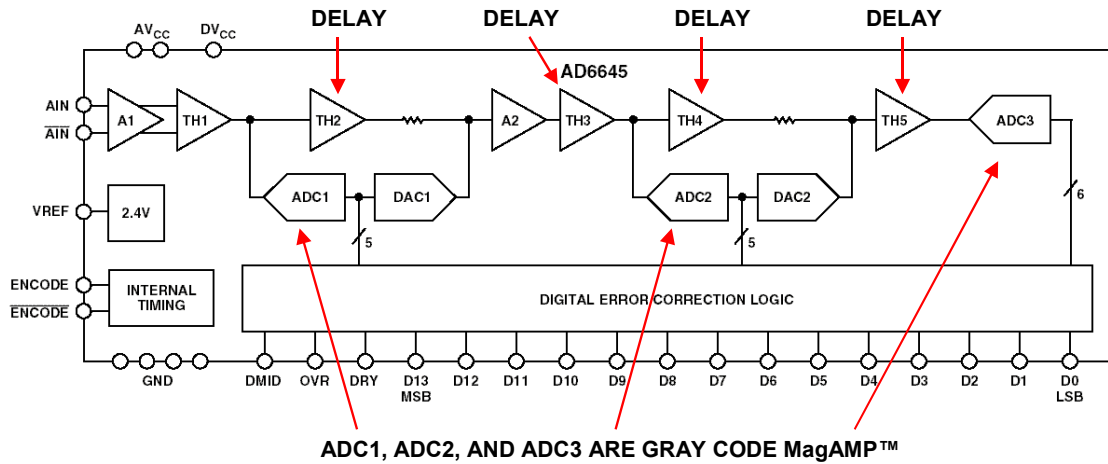 DELAY DELAY DELAY DELAY
AVCC DVCC
AD6645
AIN A1 TH1 TH2 A2 TH3 TH4 TH5 ADC3
AIN
ADC1 DAC1 ADC2 DAC2
VREF 2.4V 5 5 6
ENCODE INTERNAL TIMING
ENCODE
DIGITAL ERROR CORRECTION LOGIC
GND DMID OVR DRY D13 D12 D11 D10 D9 D8 D7 D6 D5 D4 D3 D2 D1 D0
MSB LSB
ADC1, ADC2, AND ADC3 ARE GRAY CODE MagAMP™